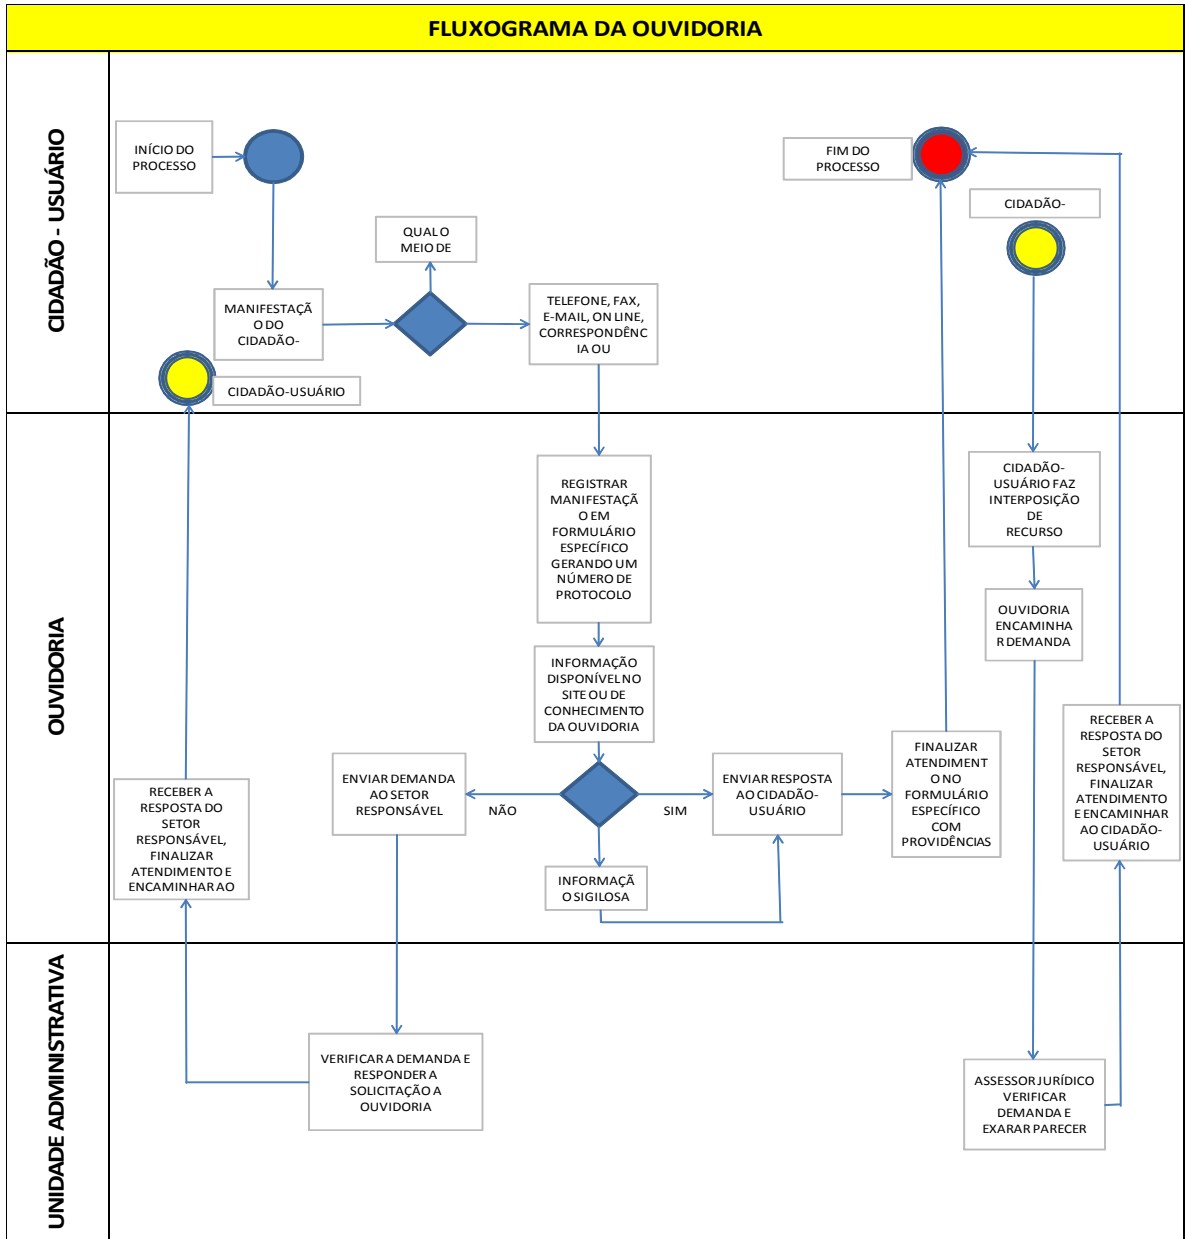 FLUXOGRAMA DA OUVIDORIA
CIDADÃO - USUÁRIO
INÍCIO DO
PROCESSO
FIM DO
PROCESSO
CIDADÃO-
QUAL O
MEIO DE
MANIFESTAÇÃ
O DO
CIDADÃO-
TELEFONE, FAX,
E-MAIL, ON LINE,
CORRESPONDÊNC
IA OU
CIDADÃO-USUÁRIO
OUVIDORIA
REGISTRAR
MANIFESTAÇÃ
O EM
FORMULÁRIO
ESPECÍFICO
GERANDO UM
NÚMERO DE
PROTOCOLO
CIDADÃO-
USUÁRIO FAZ
INTERPOSIÇÃO
DE
RECURSO
OUVIDORIA
ENCAMINHA
R DEMANDA
INFORMAÇÃO
DISPONÍVEL NO
SITE OU DE
CONHECIMENTO
DA OUVIDORIA
RECEBER A
RESPOSTA DO
SETOR
RESPONSÁVEL,
FINALIZAR
ATENDIMENTO E
ENCAMINHAR AO
ENVIAR DEMANDA
AO SETOR
RESPONSÁVEL
NÃO
SIM
ENVIAR RESPOSTA
AO CIDADÃO-
USUÁRIO
FINALIZAR
ATENDIMENT
O NO
FORMULÁRIO
ESPECÍFICO
COM
PROVIDÊNCIAS
RECEBER A
RESPOSTA DO
SETOR
RESPONSÁVEL,
FINALIZAR
ATENDIMENTO
E ENCAMINHAR
AO CIDADÃO-
USUÁRIO
INFORMAÇÃ
O SIGILOSA
UNIDADE ADMINISTRATIVA
VERIFICAR A DEMANDA E
RESPONDER A
SOLICITAÇÃO A
OUVIDORIA
ASSESSOR JURÍDICO
VERIFICAR
DEMANDA E
EXARAR PARECER